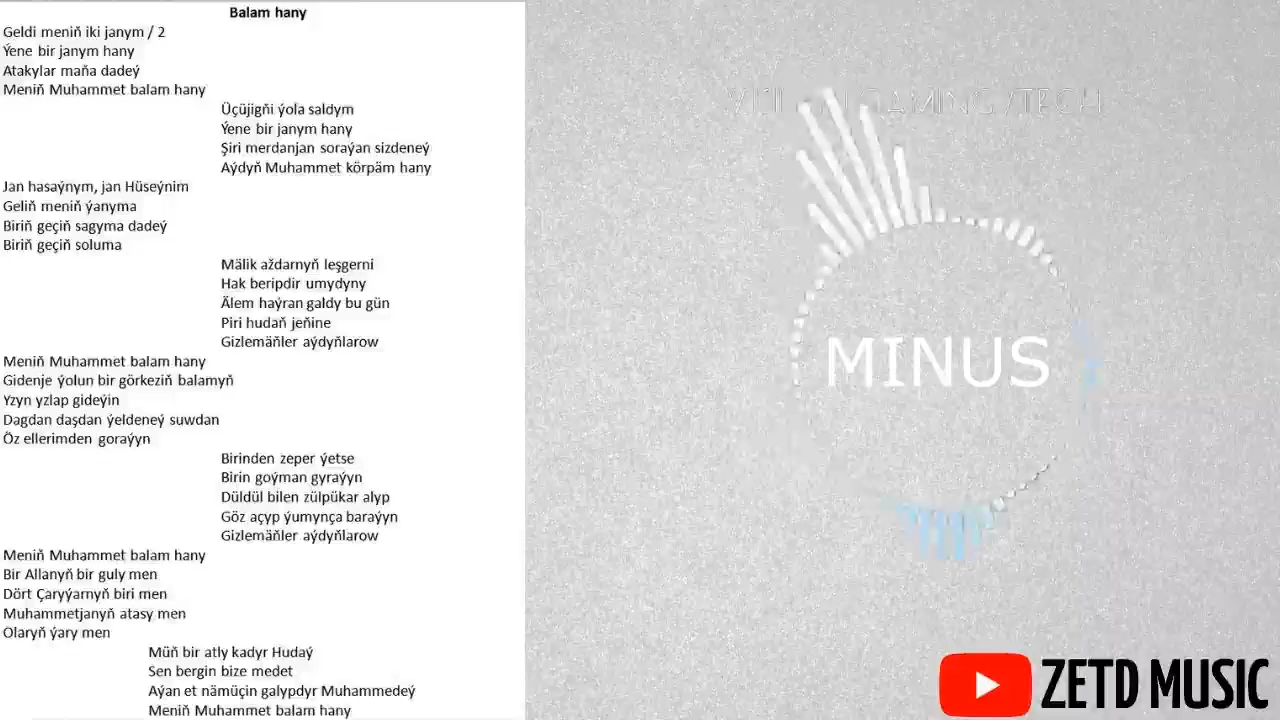 Balam hany
Geldi meniň iki janym / 2
Ýene bir janym hany
Atakylar maňa dadeý
Meniň Muhammet balam hany
Üçüjigňi ýola saldym
Ýene bir janym hany
Şiri merdanjan soraýan sizdeneý
Aýdyň Muhammet körpäm hany
Jan hasaýnym, jan Hüseýnim
Geliň meniň ýanyma
Biriň geçiň sagyma dadeý
Biriň geçiň soluma
Mälik aždarnyň leşgerni
Hak beripdir umydyny
Älem haýran galdy bu gün
Piri hudaň jeňine
Gizlemäňler aýdyňlarow
Meniň Muhammet balam hany
Gidenje ýolun bir görkeziň balamyň
Yzyn yzlap gideýin
Dagdan daşdan ýeldeneý suwdan
Öz ellerimden goraýyn
Birinden zeper ýetse
Birin goýman gyraýyn
Düldül bilen zülpükar alyp
Göz açyp ýumynça baraýyn
Gizlemäňler aýdyňlarow
Meniň Muhammet balam hany
Bir Allanyň bir guly men
Dört Çaryýarnyň biri men
Muhammetjanyň atasy men
Olaryň ýary men
Müň bir atly kadyr Hudaý
Sen bergin bize medet
Aýan et nämüçin galypdyr Muhammedeý
Meniň Muhammet balam hany
GAMING /TECH
MINUS
ZETD MUSIC